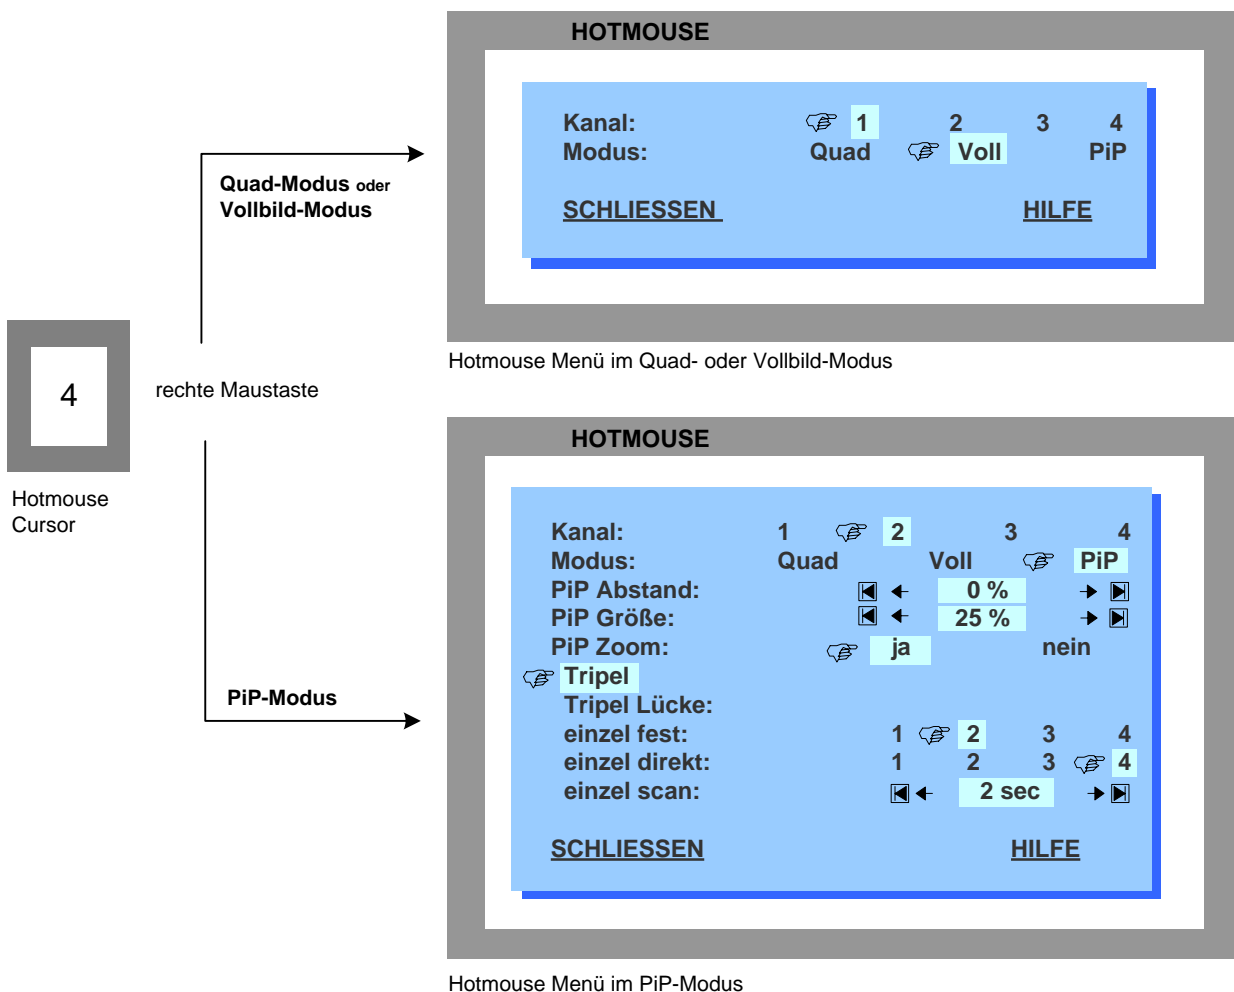 HOTMOUSE
Kanal: 1 2 3 4
Modus: Quad Voll PiP
SCHLIESSEN HILFE
Quad-Modus oder
Vollbild-Modus
Hotmouse Menü im Quad- oder Vollbild-Modus
4
rechte Maustaste
Hotmouse
Cursor
PiP-Modus
HOTMOUSE
Kanal: 1 2 3 4
Modus: Quad Voll PiP
PiP Abstand: 0 %
PiP Größe: 25 %
PiP Zoom: ja nein
Tripel
Tripel Lücke:
einzel fest: 1 2 3 4
einzel direkt: 1 2 3 4
einzel scan: 2 sec
SCHLIESSEN HILFE
Hotmouse Menü im PiP-Modus